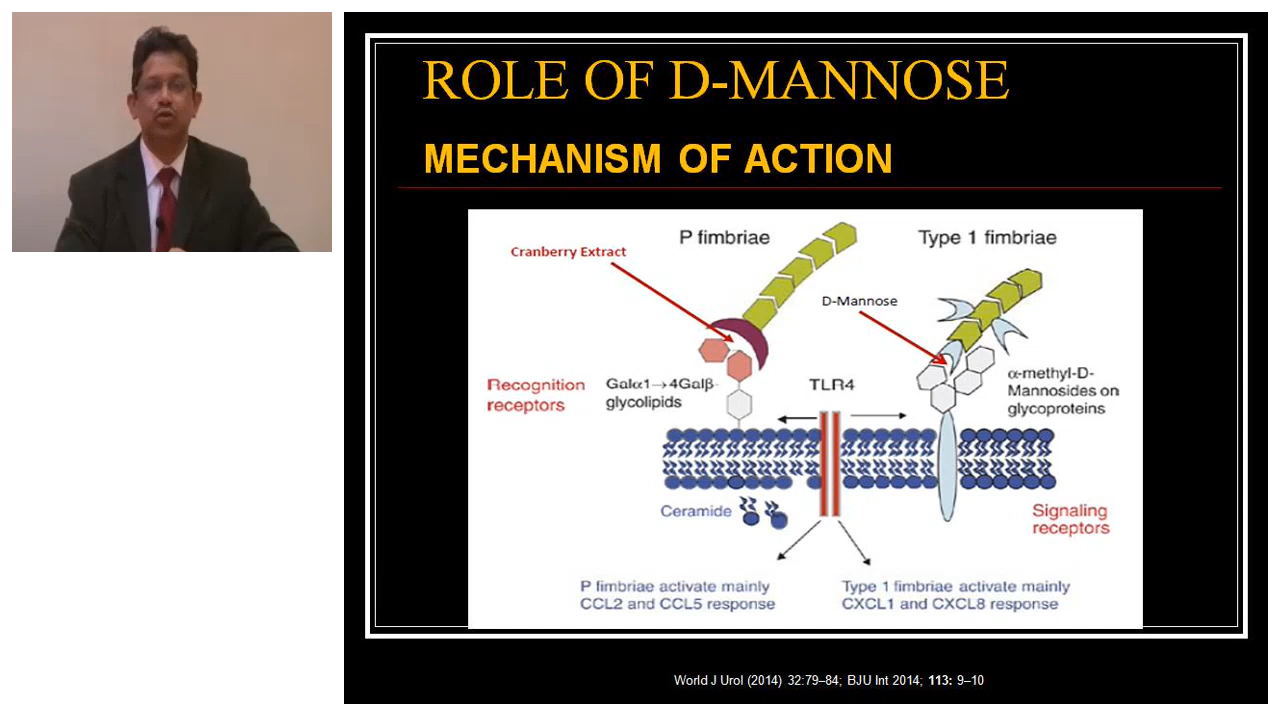 ROLE OF D-MANNOSE
MECHANISM OF ACTION
P fimbriae
Type 1 fimbriae
Cranberry Extract
D-Mannose
Recognition
receptors
Galα1→4Galβ-
glycolipids
TLR4
α-methyl-D-
Mannosides on
glycoproteins
Ceramide
Signaling
receptors
P fimbriae activate mainly
CCL2 and CCL5 response
Type 1 fimbriae activate mainly
CXCL1 and CXCL8 response
World J Urol (2014) 32:79–84; BJU Int 2014; 113: 9–10